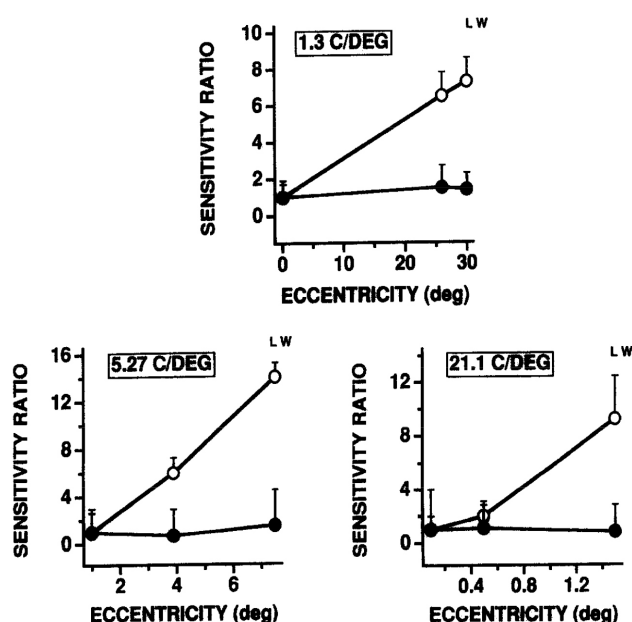 L W
1.3 C/DEG
SENSITIVITY RATIO
10
8
6
4
2
0
0 10 20 30
ECCENTRICITY (deg)
L W
5.27 C/DEG
SENSITIVITY RATIO
16
12
8
4
0
2 4 6
ECCENTRICITY (deg)
L W
21.1 C/DEG
SENSITIVITY RATIO
12
8
4
0
0.4 0.8 1.2
ECCENTRICITY (deg)